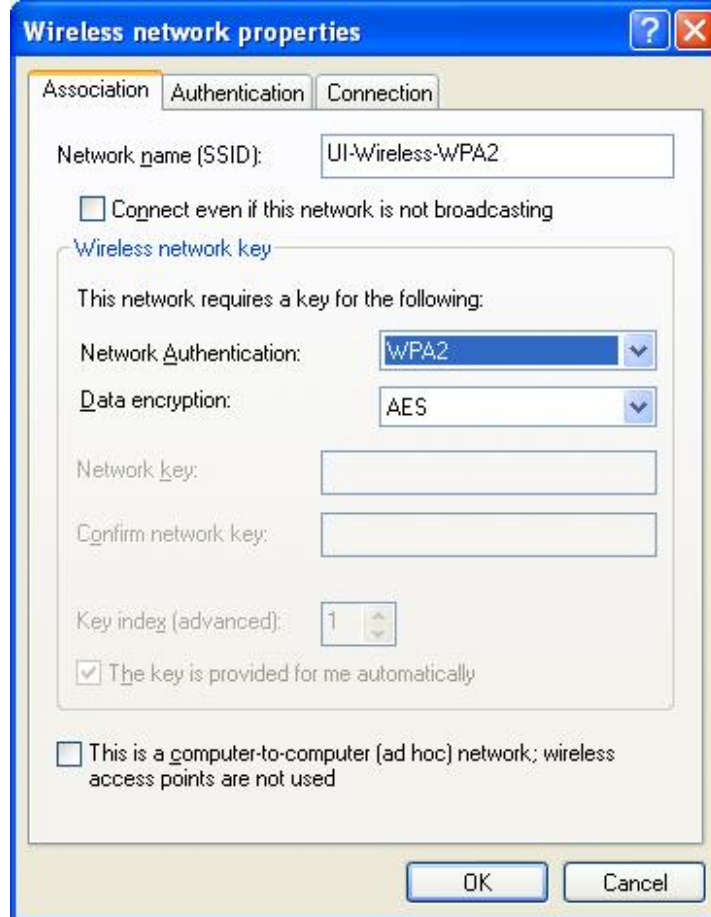 Wireless network properties
Association Authentication Connection
Network name (SSID): UI-Wireless-WPA2
Connect even if this network is not broadcasting
Wireless network key
This network requires a key for the following:
Network Authentication: WPA2
Data encryption: AES
Network key:
Confirm network key:
Key index (advanced): 1
The key is provided for me automatically
This is a computer-to-computer (ad hoc) network; wireless
access points are not used
OK Cancel